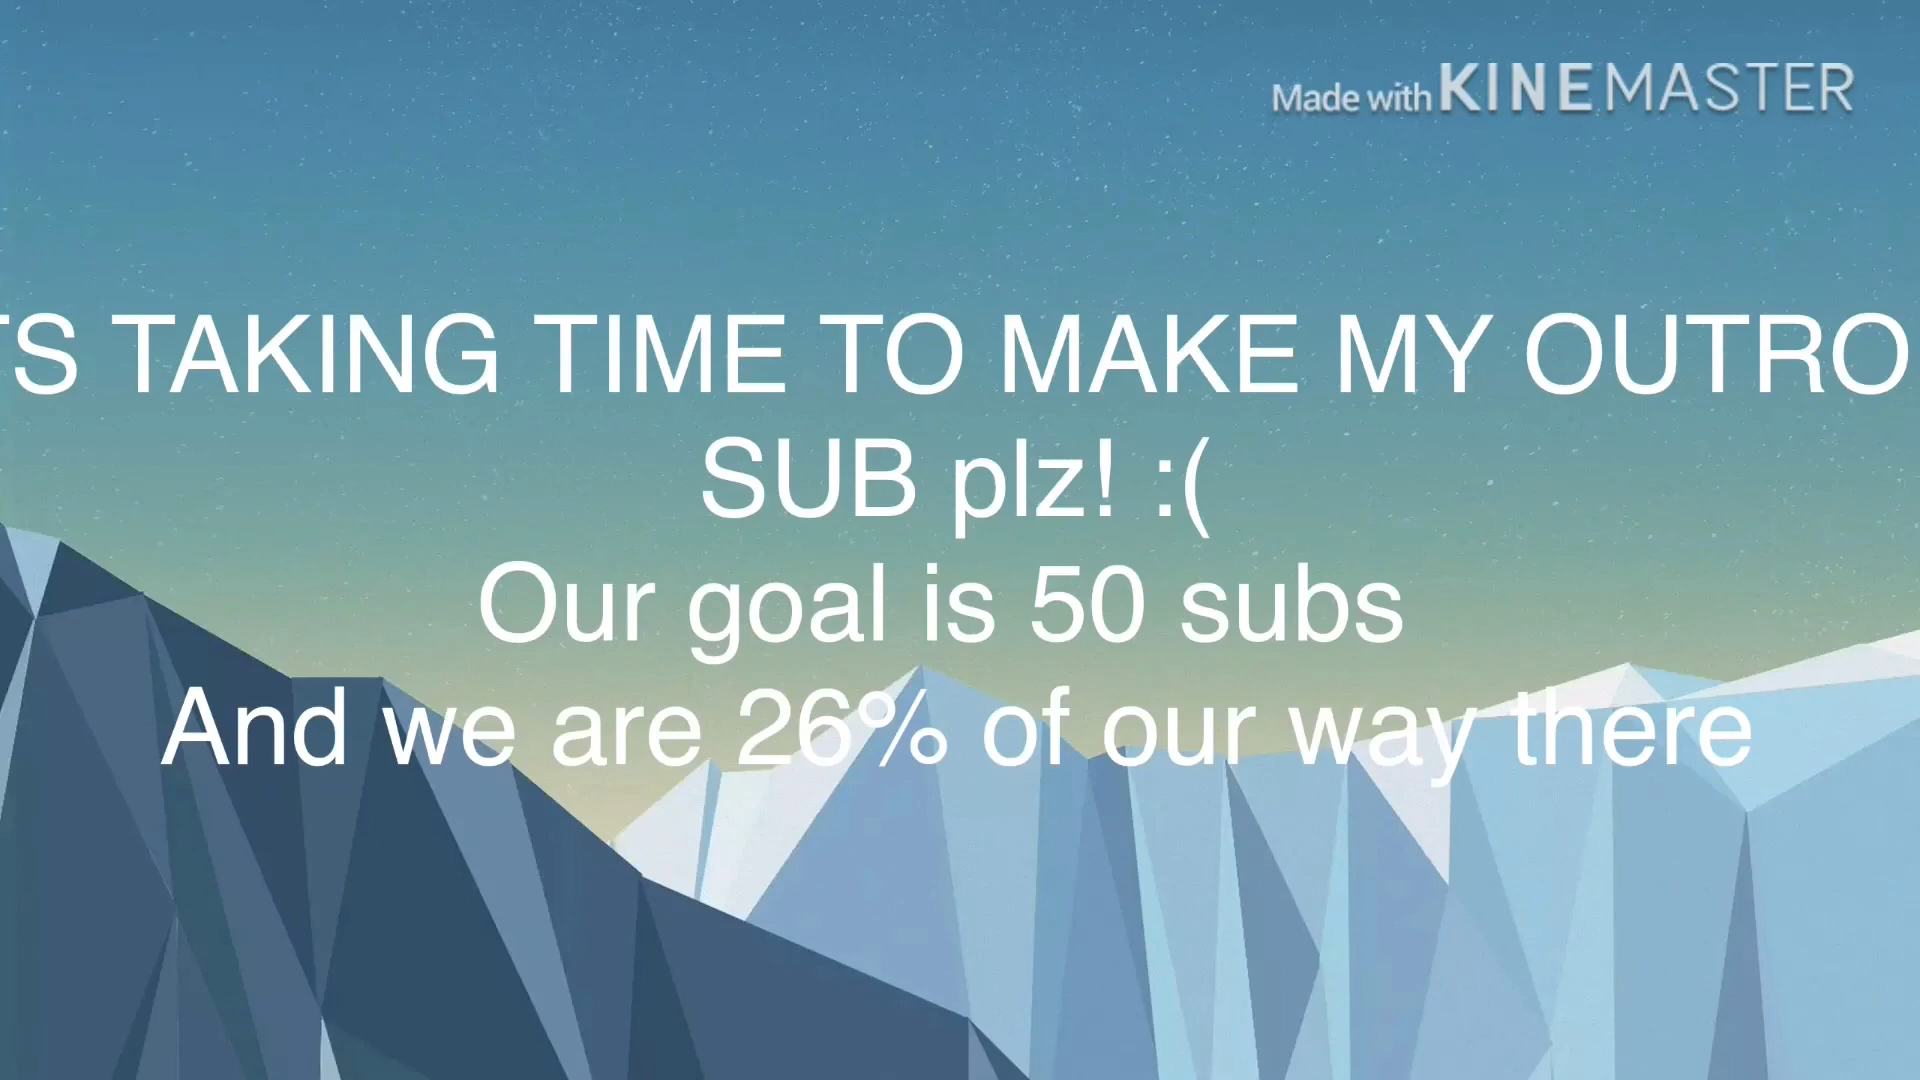 Made with KINEMASTER
TS TAKING TIME TO MAKE MY OUTRO
SUB plz! :(
Our goal is 50 subs
And we are 26% of our way there